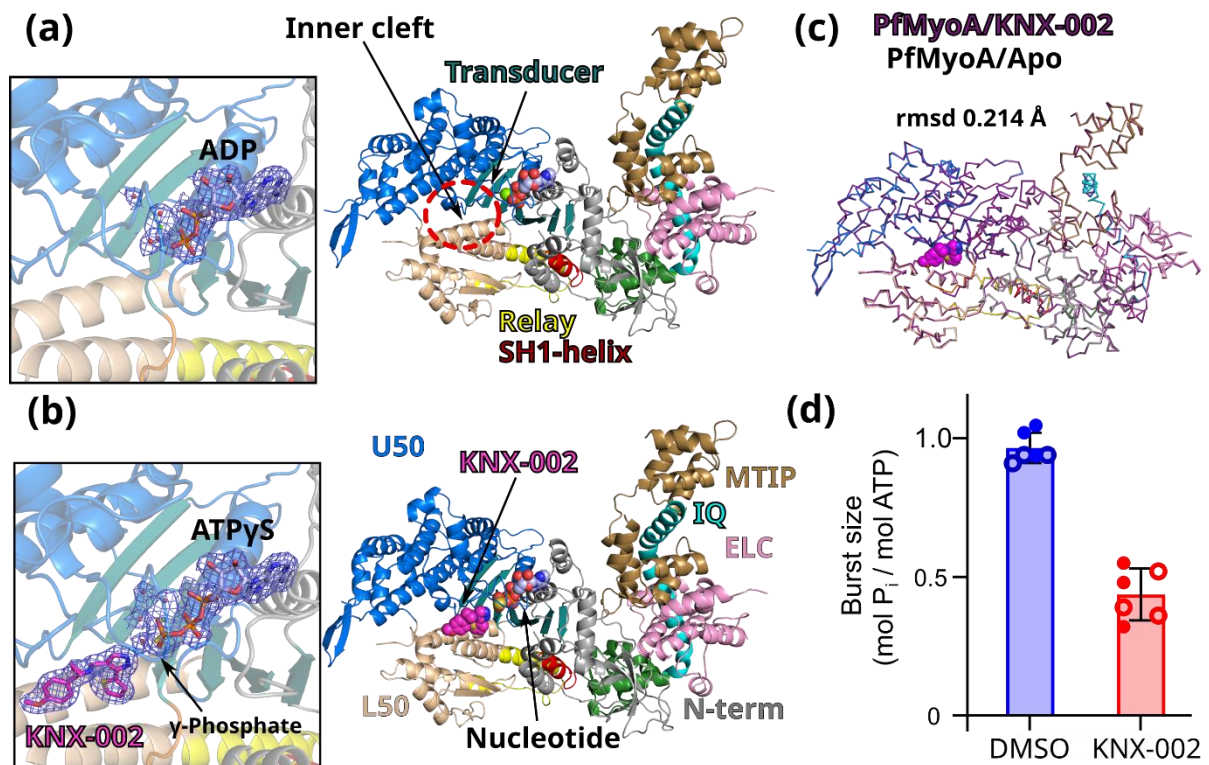 (a)
Inner cleft
Transducer
ADP
Relay
SH1-helix
(b)
U50
KNX-002
MTIP
IQ
ELC
ATPγS
γ-Phosphate
KNX-002
L50
N-term
Nucleotide
(c)
PfMyoA/KNX-002
PfMyoA/Apo
rmsd 0.214 Å
(d)
Burst size
(mol Pi / mol ATP)
1.0
0.5
0
DMSO
KNX-002